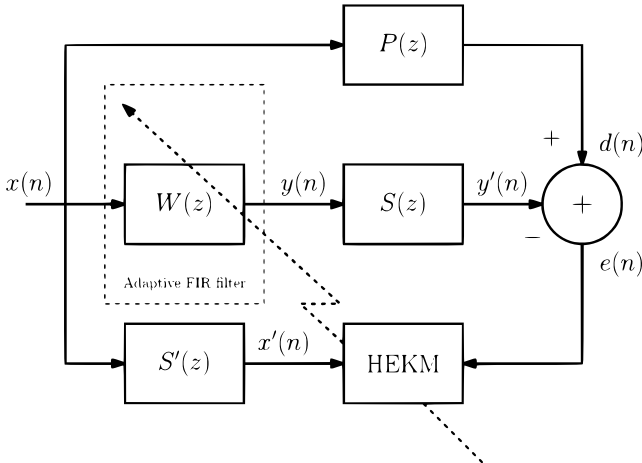 P(z)
+
d(n)
x(n)
W(z)
y(n)
S(z)
y′(n)
+
−
e(n)
Adaptive FIR filter
S′(z)
x′(n)
HEKM